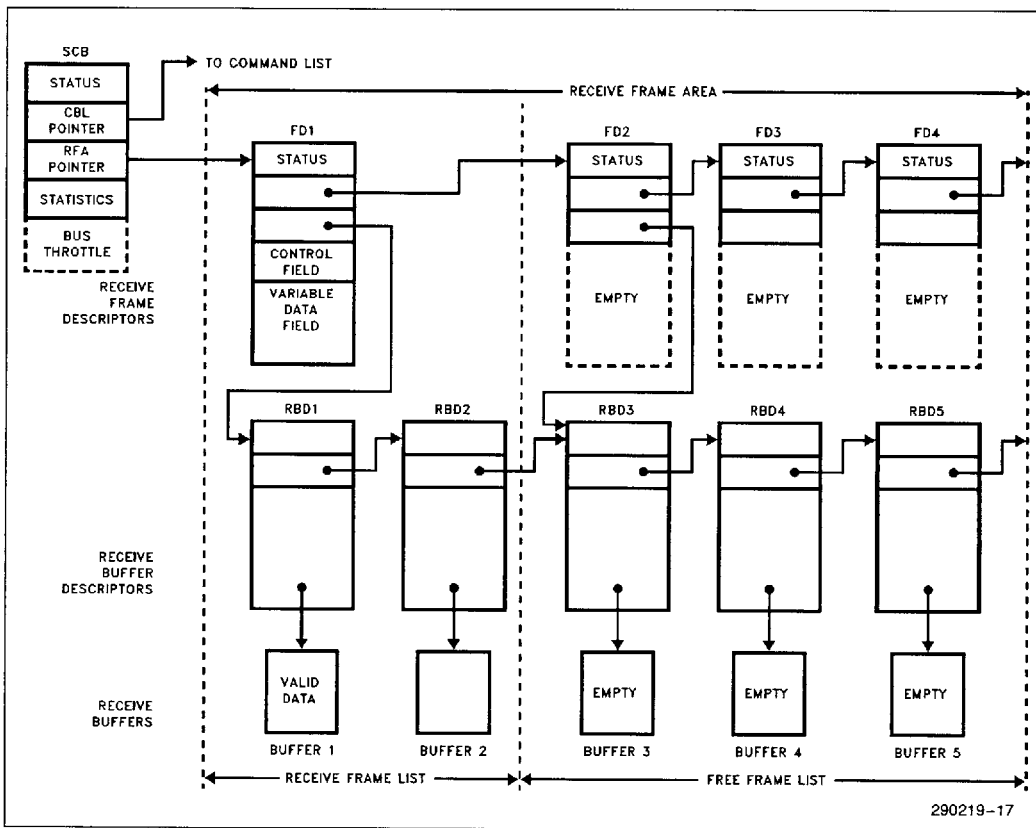 SCB
TO COMMAND LIST
STATUS
CBL
POINTER
RFA
POINTER
STATISTICS
BUS
THROTTLE
RECEIVE FRAME AREA
FD1
FD2
FD3
FD4
STATUS
STATUS
STATUS
STATUS
CONTROL
FIELD
VARIABLE
DATA
FIELD
EMPTY
EMPTY
EMPTY
RECEIVE
FRAME
DESCRIPTORS
RBD1
RBD2
RBD3
RBD4
RBD5
RECEIVE
BUFFER
DESCRIPTORS
VALID
DATA
EMPTY
EMPTY
EMPTY
RECEIVE
BUFFERS
BUFFER 1
BUFFER 2
BUFFER 3
BUFFER 4
BUFFER 5
RECEIVE FRAME LIST
FREE FRAME LIST
290219-17